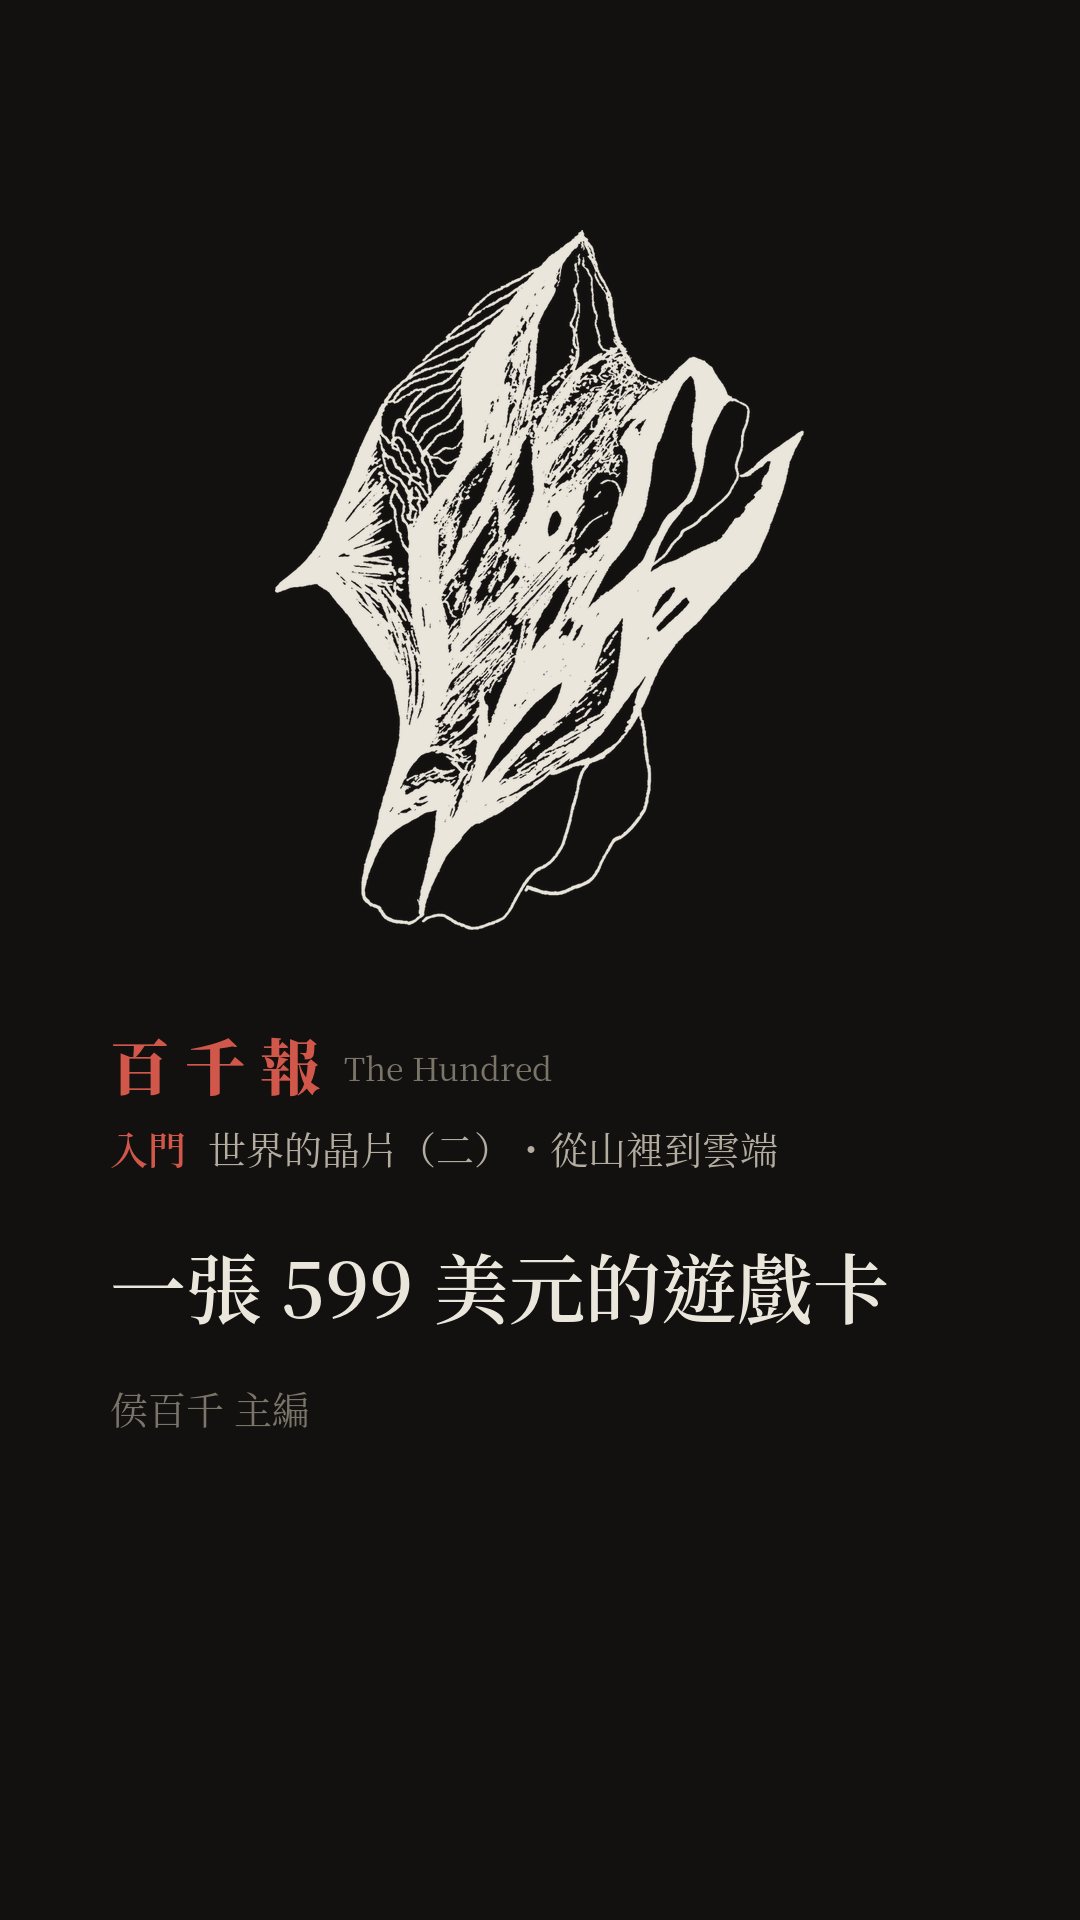 百千報 The Hundred
入門 世界的晶片（二）・從山裡到雲端
一張 599 美元的遊戲卡
侯百千 主編